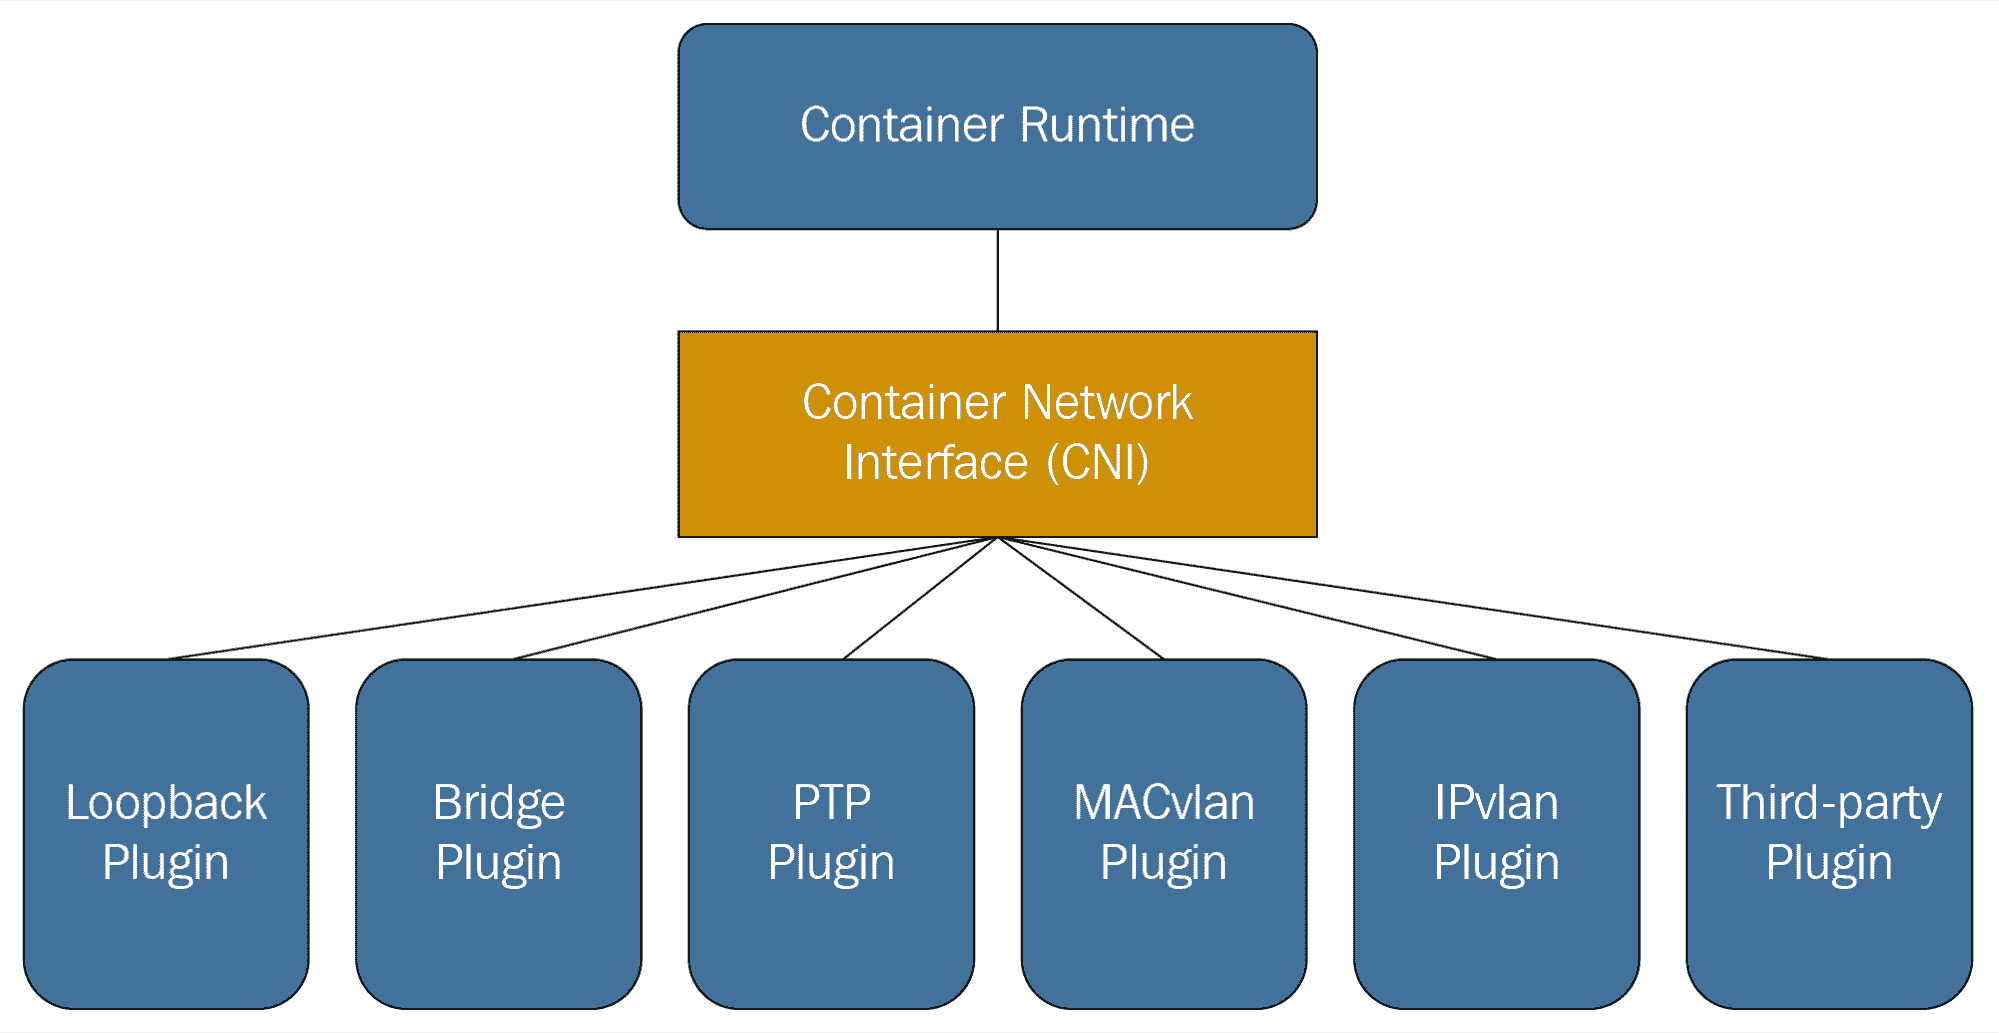 Container Runtime
Container Network
Interface (CNI)
Loopback
Plugin
Bridge
Plugin
PTP
Plugin
MACvlan
Plugin
IPvlan
Plugin
Third-party
Plugin